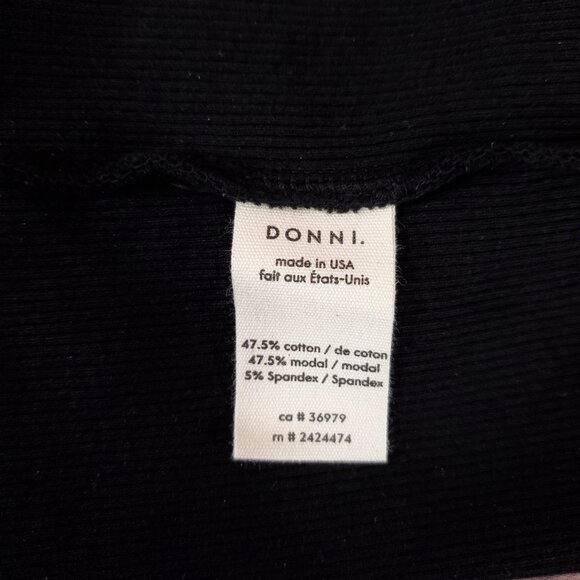 DONNI.
made in USA
fait aux États-Unis
47.5% cotton / de coton
47.5% modal / modal
5% Spandex / Spandex
ca # 36979
rn # 2424474